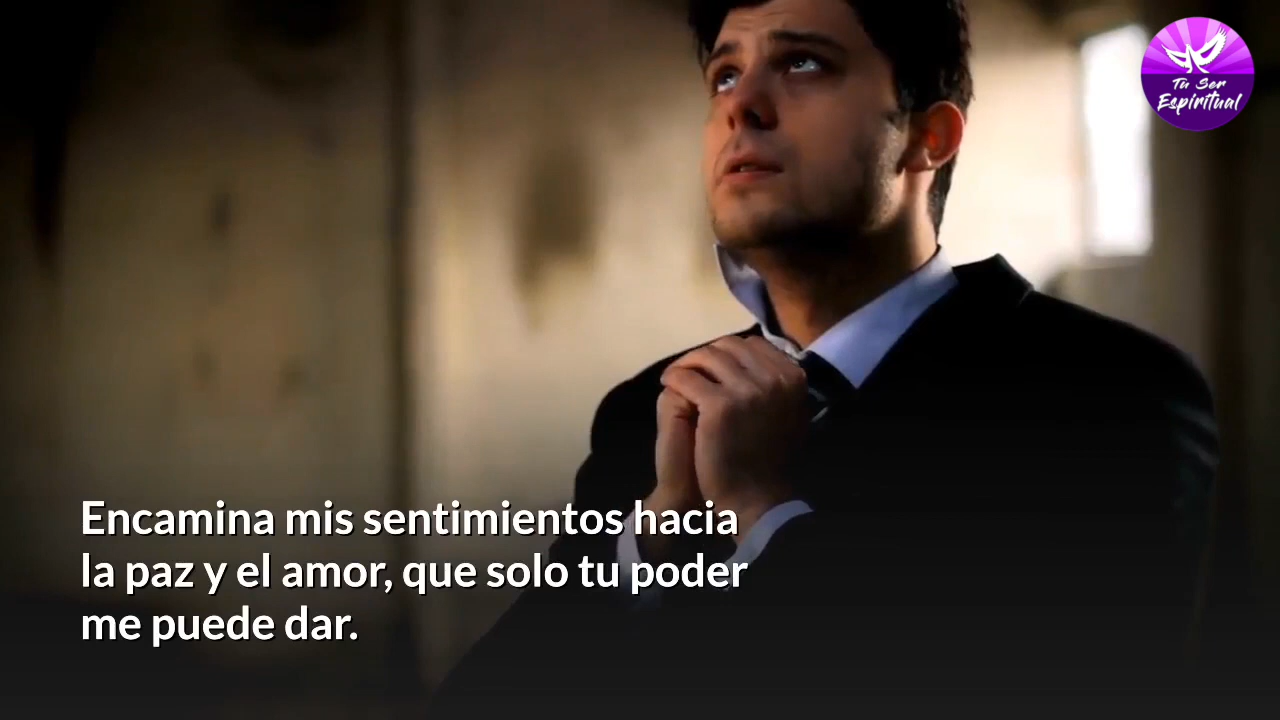 Tu Ser
Espiritual
Encamina mis sentimientos hacia
la paz y el amor, que solo tu poder
me puede dar.